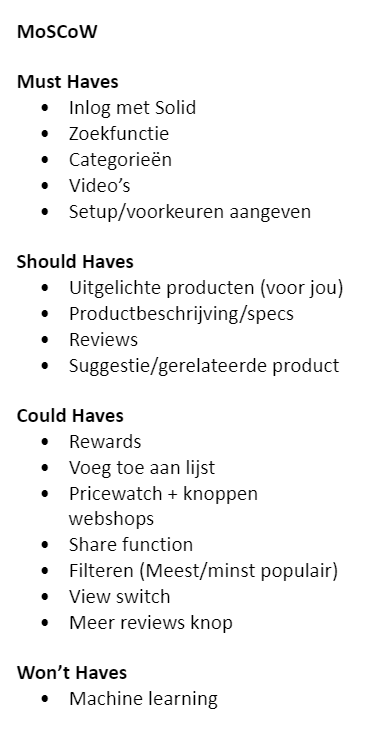 MoSCoW
Must Haves
• Inlog met Solid
• Zoekfunctie
• Categorieën
• Video’s
• Setup/voorkeuren aangeven
Should Haves
• Uitgelichte producten (voor jou)
• Productbeschrijving/specs
• Reviews
• Suggestie/gerelateerde product
Could Haves
• Rewards
• Voeg toe aan lijst
• Pricewatch + knoppen
webshops
• Share function
• Filteren (Meest/minst populair)
• View switch
• Meer reviews knop
Won’t Haves
• Machine learning